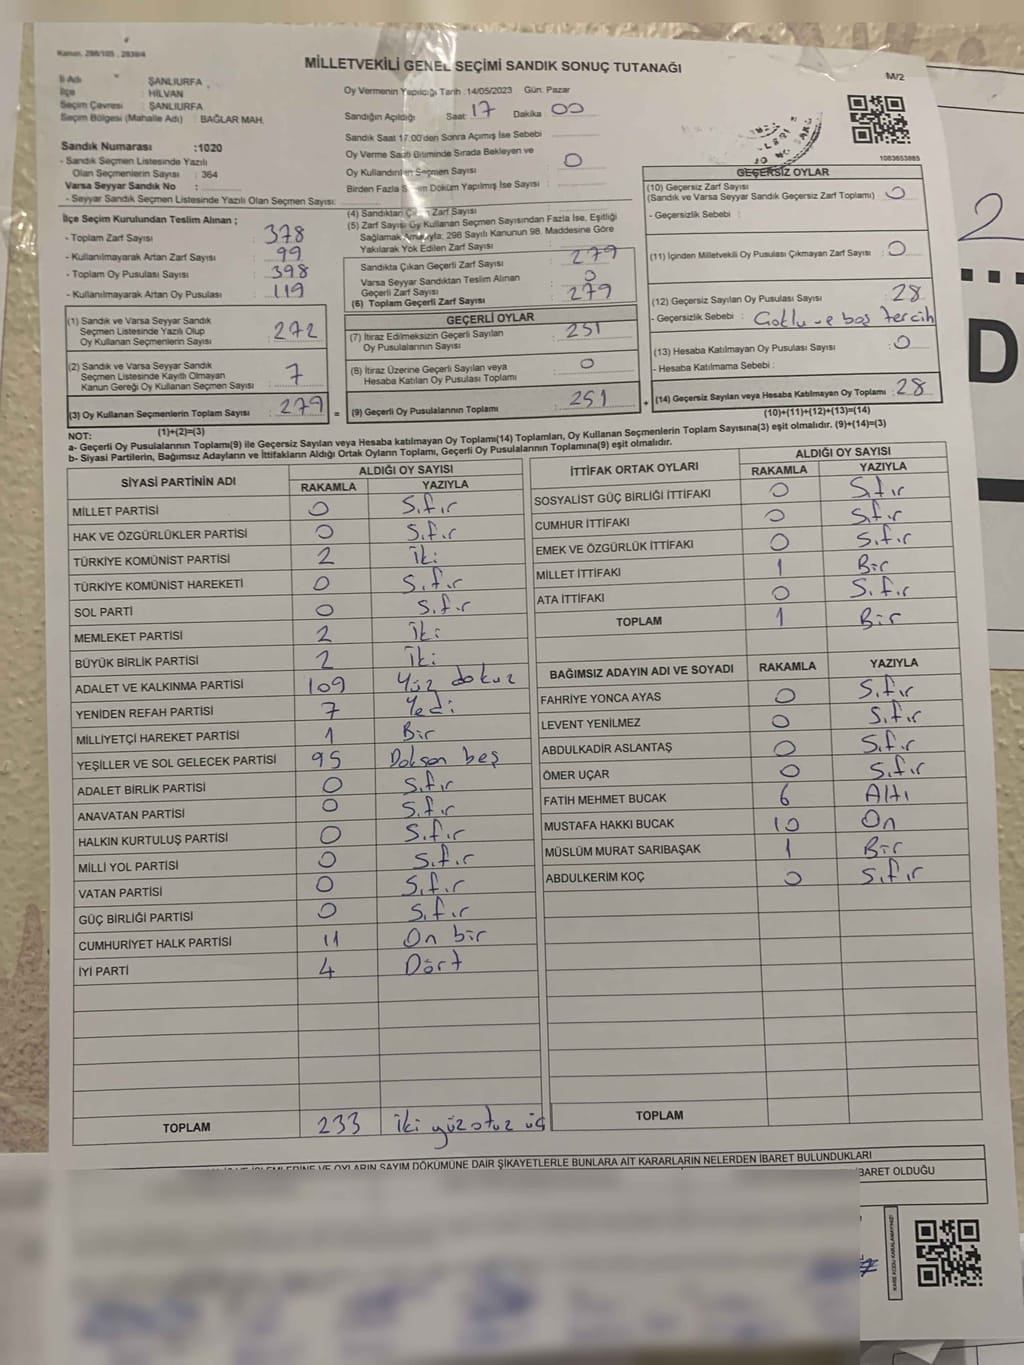 Kanun. 298/105 , 2839/4
MİLLETVEKİLİ GENEL SEÇİMİ SANDIK SONUÇ TUTANAĞI
M/2
İl Adı : ŞANLIURFA
İlçe : HİLVAN
Seçim Çevresi : ŞANLIURFA
Seçim Bölgesi (Mahalle Adı) : BAĞLAR MAH.
Oy Vermenin Yapıldığı Tarih :14/05/2023 Gün: Pazar
Sandığın Açıldığı Saat: 17 Dakika : 00
Sandık Saat 17:00'den Sonra Açımış İse Sebebi
Oy Verme Saati Bitiminde Sırada Bekleyen ve
Oy Kullandırılan Seçmen Sayısı : 0
Birden Fazla Sayım Döküm Yapılmış İse Sayısı :
1083653885
Sandık Numarası :1020
- Sandık Seçmen Listesinde Yazılı
Olan Seçmenlerin Sayısı : 364
Varsa Seyyar Sandık No :
- Seyyar Sandık Seçmen Listesinde Yazılı Olan Seçmen Sayısı:
İlçe Seçim Kurulundan Teslim Alınan ;
- Toplam Zarf Sayısı : 378
- Kullanılmayarak Artan Zarf Sayısı : 99
- Toplam Oy Pusulası Sayısı : 398
- Kullanılmayarak Artan Oy Pusulası : 119
(1) Sandık ve Varsa Seyyar Sandık
Seçmen Listesinde Yazılı Olup
Oy Kullanan Seçmenlerin Sayısı : 272
(2) Sandık ve Varsa Seyyar Sandık
Seçmen Listesinde Kayıtlı Olmayan
Kanun Gereği Oy Kullanan Seçmen Sayısı : 7
(3) Oy Kullanan Seçmenlerin Toplam Sayısı : 279
(1)+(2)=(3)
(4) Sandıktan Çıkan Zarf Sayısı
(5) Zarf Sayısı Oy Kullanan Seçmen Sayısından Fazla İse, Eşitliği
Sağlamak Amacıyla; 298 Sayılı Kanunun 98. Maddesine Göre
Yakılarak Yok Edilen Zarf Sayısı
Sandıkta Çıkan Geçerli Zarf Sayısı : 279
Varsa Seyyar Sandıktan Teslim Alınan
Geçerli Zarf Sayısı : 0
(6) Toplam Geçerli Zarf Sayısı : 279
GEÇERLİ OYLAR
(7) İtiraz Edilmeksizin Geçerli Sayılan
Oy Pusulalarının Sayısı : 251
(8) İtiraz Üzerine Geçerli Sayılan veya
Hesaba Katılan Oy Pusulası Toplamı : 0
= (9) Geçerli Oy Pusulalarının Toplamı : 251
GEÇERSİZ OYLAR
(10) Geçersiz Zarf Sayısı
(Sandık ve Varsa Seyyar Sandık Geçersiz Zarf Toplamı) : 0
- Geçersizlik Sebebi :
(11) İçinden Milletvekili Oy Pusulası Çıkmayan Zarf Sayısı : 0
(12) Geçersiz Sayılan Oy Pusulası Sayısı : 28
- Geçersizlik Sebebi : Çoklu ve boş tercih
(13) Hesaba Katılmayan Oy Pusulası Sayısı : 0
- Hesaba Katılmama Sebebi :
+ (14) Geçersiz Sayılan veya Hesaba Katılmayan Oy Toplamı : 28
(10)+(11)+(12)+(13)=(14)
NOT:
a- Geçerli Oy Pusulalarının Toplamı(9) ile Geçersiz Sayılan veya Hesaba katılmayan Oy Toplamı(14) Toplamları, Oy Kullanan Seçmenlerin Toplam Sayısına(3) eşit olmalıdır. (9)+(14)=(3)
b- Siyasi Partilerin, Bağımsız Adayların ve İttifakların Aldığı Ortak Oyların Toplamı, Geçerli Oy Pusulalarının Toplamına(9) eşit olmalıdır.
SİYASİ PARTİNİN ADI ALDIĞI OY SAYISI
RAKAMLA YAZIYLA
MİLLET PARTİSİ 0 Sıfır
HAK VE ÖZGÜRLÜKLER PARTİSİ 0 Sıfır
TÜRKİYE KOMÜNİST PARTİSİ 2 İki
TÜRKİYE KOMÜNİST HAREKETİ 0 Sıfır
SOL PARTİ 0 Sıfır
MEMLEKET PARTİSİ 2 İki
BÜYÜK BİRLİK PARTİSİ 2 İki
ADALET VE KALKINMA PARTİSİ 109 Yüz dokuz
YENİDEN REFAH PARTİSİ 7 Yedi
MİLLİYETÇİ HAREKET PARTİSİ 1 Bir
YEŞİLLER VE SOL GELECEK PARTİSİ 95 Doksan beş
ADALET BİRLİK PARTİSİ 0 Sıfır
ANAVATAN PARTİSİ 0 Sıfır
HALKIN KURTULUŞ PARTİSİ 0 Sıfır
MİLLİ YOL PARTİSİ 0 Sıfır
VATAN PARTİSİ 0 Sıfır
GÜÇ BİRLİĞİ PARTİSİ 0 Sıfır
CUMHURİYET HALK PARTİSİ 11 On bir
İYİ PARTİ 4 Dört
TOPLAM 233 iki yüz otuz üç
İTTİFAK ORTAK OYLARI ALDIĞI OY SAYISI
RAKAMLA YAZIYLA
SOSYALİST GÜÇ BİRLİĞİ İTTİFAKI 0 Sıfır
CUMHUR İTTİFAKI 0 Sıfır
EMEK VE ÖZGÜRLÜK İTTİFAKI 0 Sıfır
MİLLET İTTİFAKI 1 Bir
ATA İTTİFAKI 0 Sıfır
TOPLAM 1 Bir
BAĞIMSIZ ADAYIN ADI VE SOYADI RAKAMLA YAZIYLA
FAHRİYE YONCA AYAS 0 Sıfır
LEVENT YENİLMEZ 0 Sıfır
ABDULKADİR ASLANTAŞ 0 Sıfır
ÖMER UÇAR 0 Sıfır
FATİH MEHMET BUCAK 6 Altı
MUSTAFA HAKKI BUCAK 10 On
MÜSLÜM MURAT SARIBAŞAK 1 Bir
ABDULKERİM KOÇ 0 Sıfır
TOPLAM
VE OYLARIN SAYIM DÖKÜMÜNE DAİR ŞİKAYETLERLE BUNLARA AİT KARARLARIN NELERDEN İBARET BULUNDUKLARI
İBARET OLDUĞU
KARE KODU KARALAMAYINIZ!
2
D